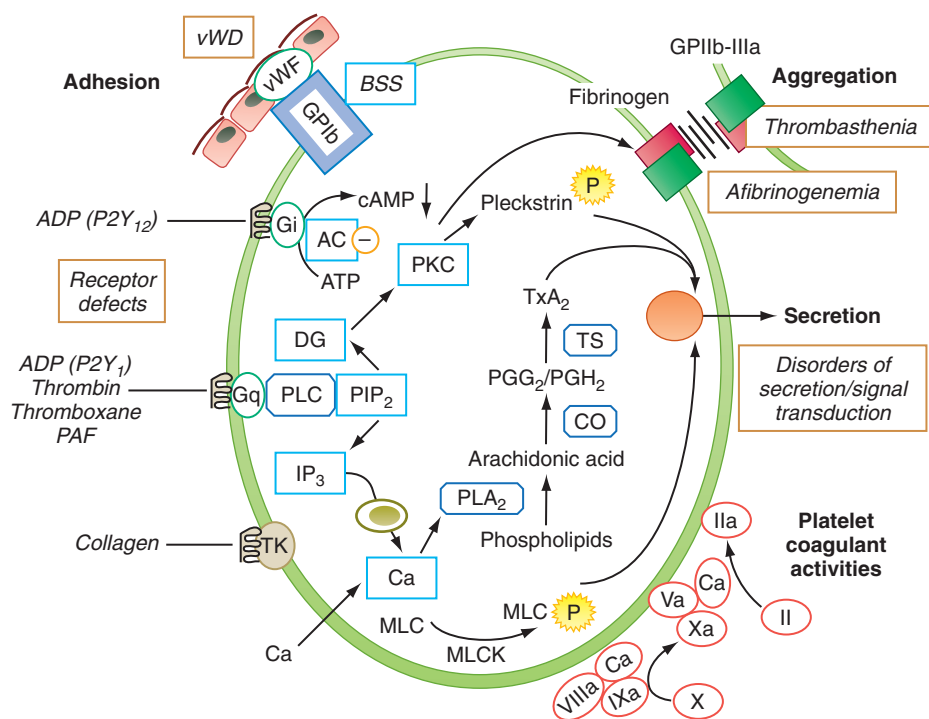 vWD
Adhesion
vWF
GPIb
BSS
GPIIb-IIIa
Aggregation
Fibrinogen
Thrombasthenia
Afibrinogenemia
ADP (P2Y12)
Gi
cAMP
AC
−
ATP
PKC
Pleckstrin
P
Receptor
defects
DG
TxA2
TS
Secretion
ADP (P2Y1)
Thrombin
Thromboxane
PAF
Gq
PLC
PIP2
PGG2/PGH2
CO
Disorders of
secretion/signal
transduction
IP3
Arachidonic acid
PLA2
Phospholipids
Collagen
TK
Ca
Ca
MLC
MLCK
MLC
P
Platelet
coagulant
activities
IIa
Ca
Va
Xa
II
Ca
VIIIa
IXa
X